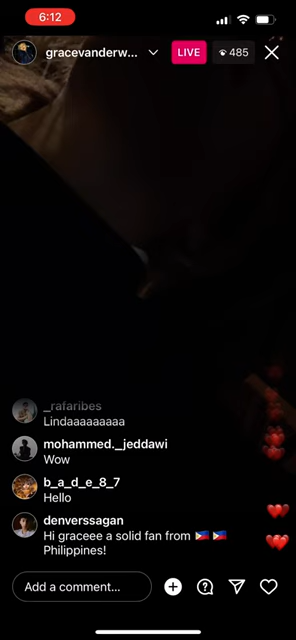 6:12
gracevanderw...
LIVE
485
_rafaribes
Lindaaaaaaaaa
mohammed._jeddawi
Wow
b_a_d_e_8_7
Hello
denverssagan
Hi graceee a solid fan from 🇵🇭 🇵🇭
Philippines!
Add a comment...